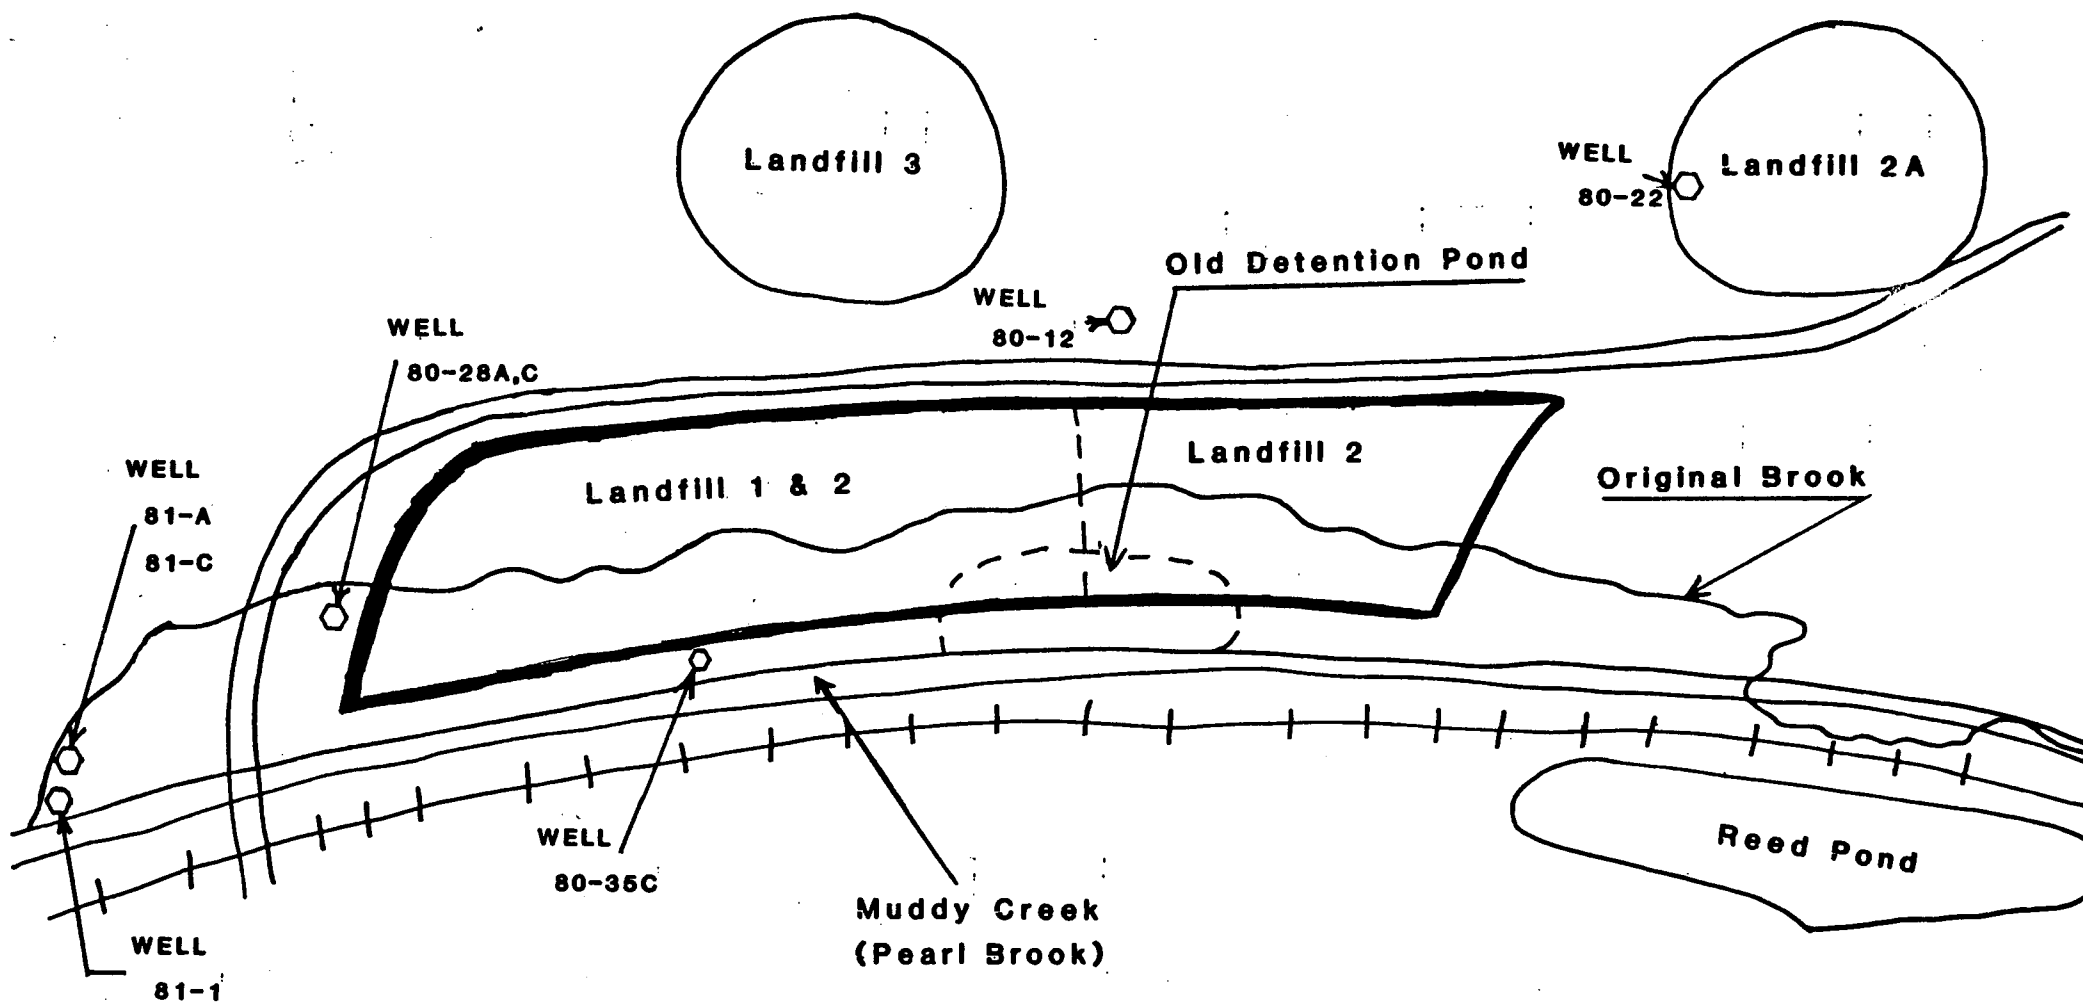 Landfill 3
WELL
80-22
Landfill 2A
Old Detention Pond
WELL
80-12
WELL
80-28A,C
Landfill 2
Landfill 1 & 2
Original Brook
WELL
81-A
81-C
WELL
80-35C
Reed Pond
Muddy Creek
(Pearl Brook)
WELL
81-1